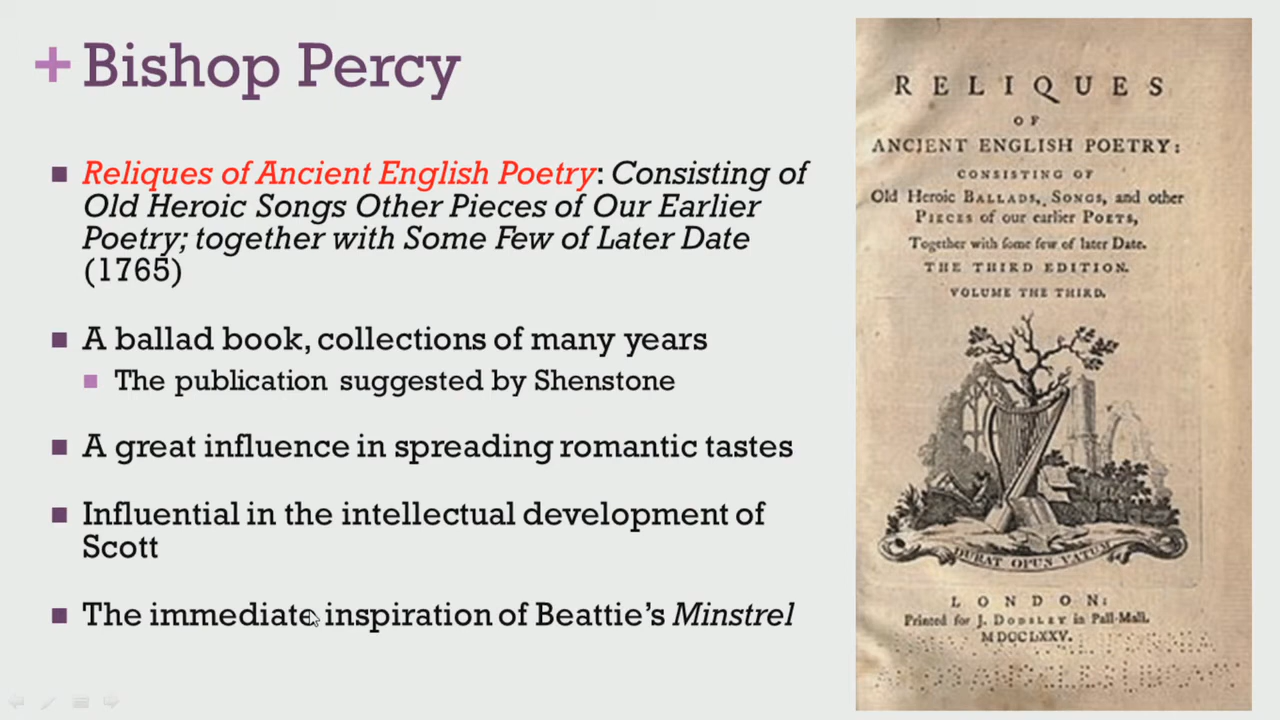 + Bishop Percy
■ Reliques of Ancient English Poetry: Consisting of
Old Heroic Songs Other Pieces of Our Earlier
Poetry; together with Some Few of Later Date
(1765)
■ A ballad book, collections of many years
■ The publication suggested by Shenstone
■ A great influence in spreading romantic tastes
■ Influential in the intellectual development of
Scott
■ The immediate inspiration of Beattie's Minstrel
RELIQUES
OF
ANCIENT ENGLISH POETRY:
CONSISTING OF
Old Heroic BALLADS, SONGS, and other
PIECES of our earlier POETS,
Together with some few of later Date.
THE THIRD EDITION.
VOLUME THE THIRD.
DURAT OPUS VATUM
LONDON:
Printed for J. DODSLEY in Pall-Mall.
MDCCLXXV.